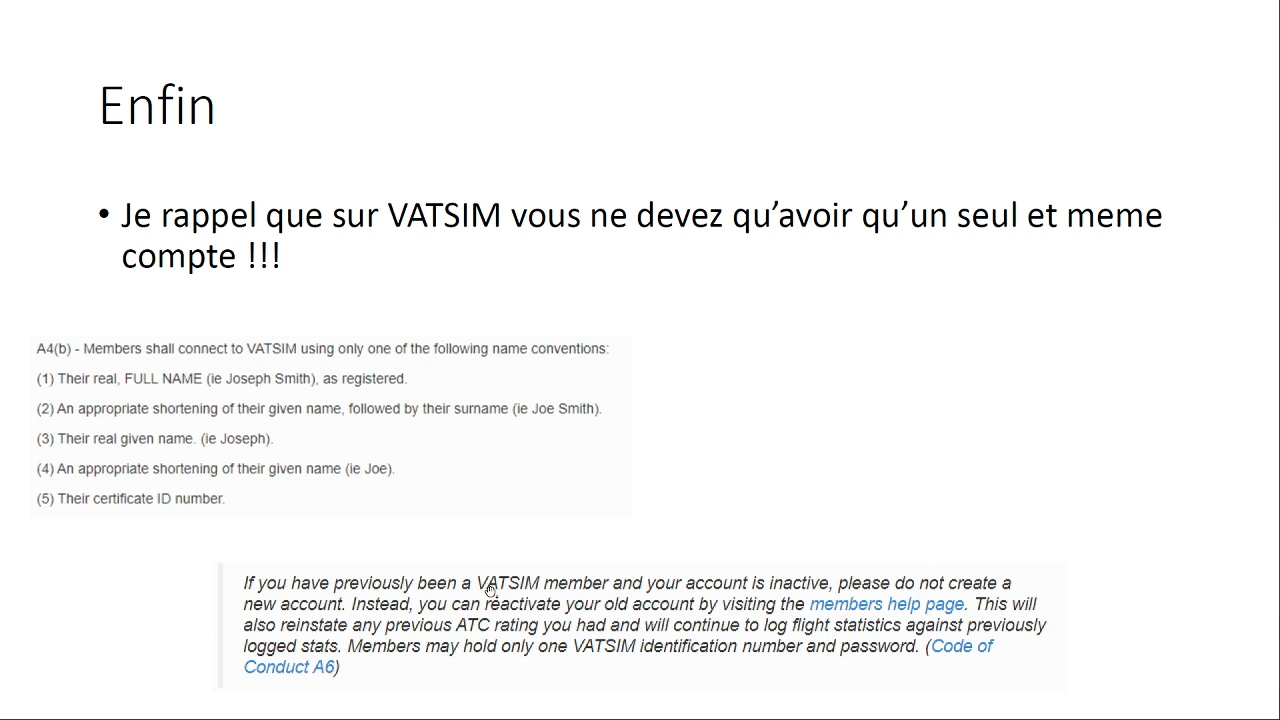 Enfin
• Je rappel que sur VATSIM vous ne devez qu’avoir qu’un seul et meme
compte !!!
A4(b) - Members shall connect to VATSIM using only one of the following name conventions:
(1) Their real, FULL NAME (ie Joseph Smith), as registered.
(2) An appropriate shortening of their given name, followed by their surname (ie Joe Smith).
(3) Their real given name. (ie Joseph).
(4) An appropriate shortening of their given name (ie Joe).
(5) Their certificate ID number.
If you have previously been a VATSIM member and your account is inactive, please do not create a
new account. Instead, you can reactivate your old account by visiting the members help page. This will
also reinstate any previous ATC rating you had and will continue to log flight statistics against previously
logged stats. Members may hold only one VATSIM identification number and password. (Code of
Conduct A6)